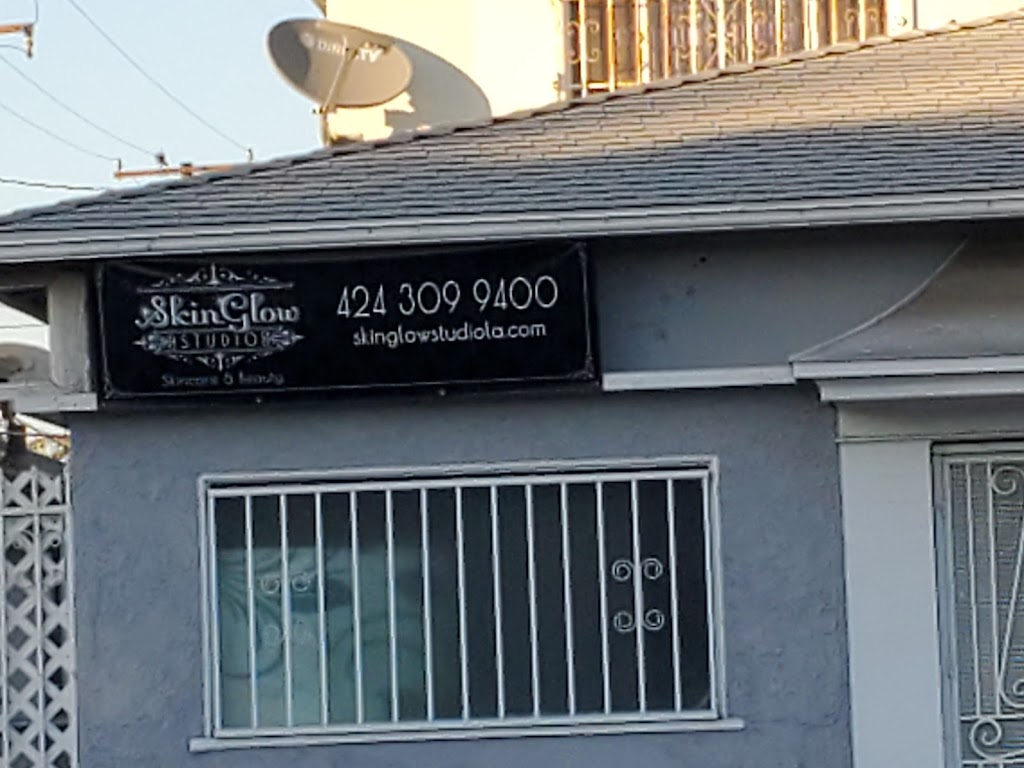 SkinGlow
STUDIO
Skincare & Beauty
424 309 9400
skinglowstudiola.com